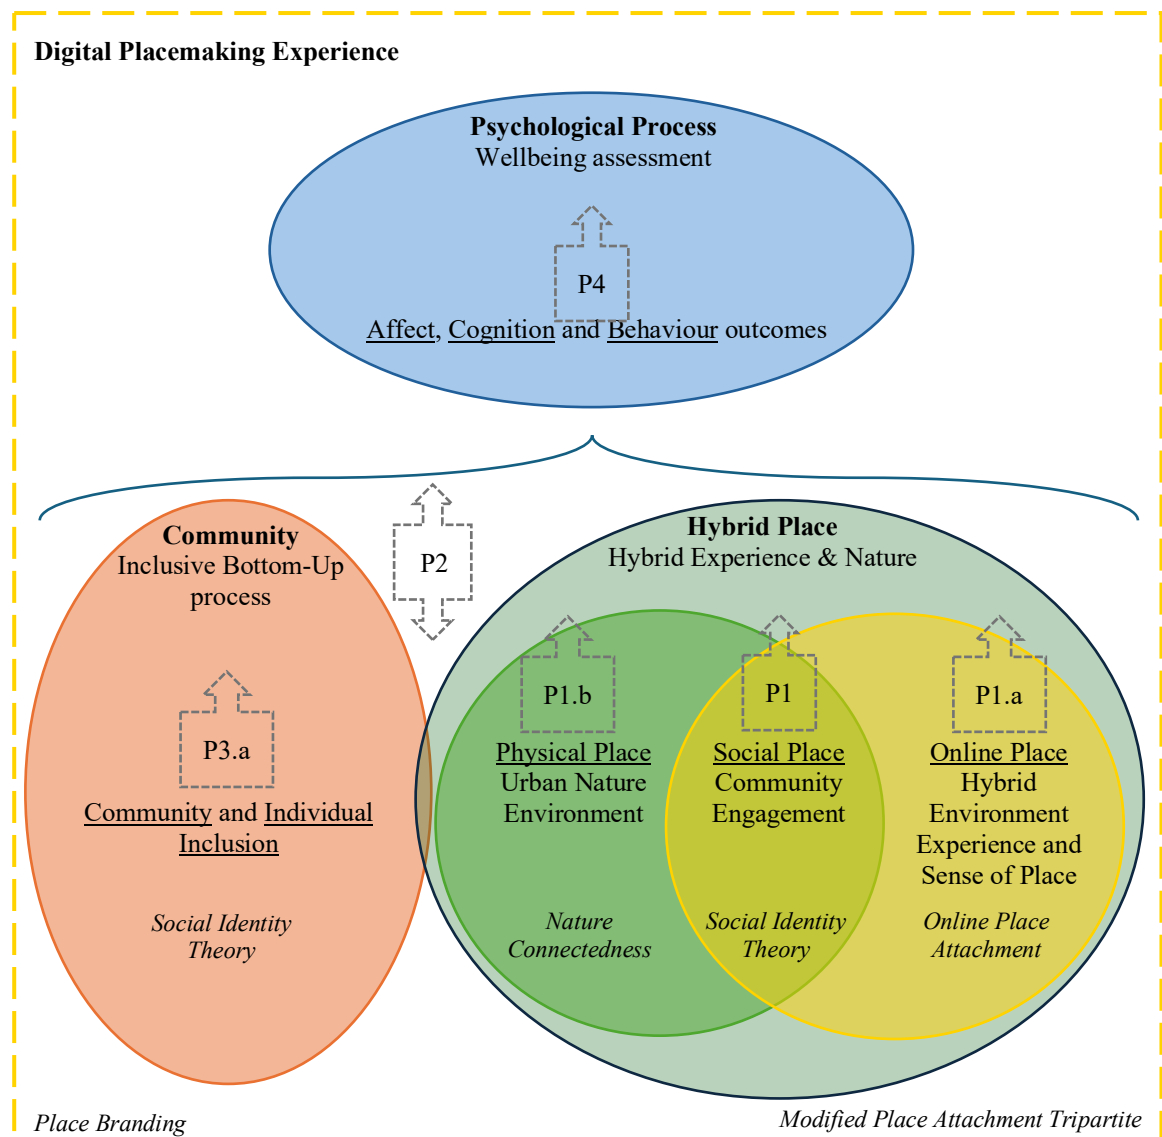 Digital Placemaking Experience
Psychological Process
Wellbeing assessment
P4
Affect, Cognition and Behaviour outcomes
Community
Inclusive Bottom-Up
process
P2
Hybrid Place
Hybrid Experience & Nature
P3.a
Community and Individual
Inclusion
Social Identity
Theory
P1.b
Physical Place
Urban Nature
Environment
Nature
Connectedness
P1
Social Place
Community
Engagement
Social Identity
Theory
P1.a
Online Place
Hybrid
Environment
Experience and
Sense of Place
Online Place
Attachment
Place Branding
Modified Place Attachment Tripartite